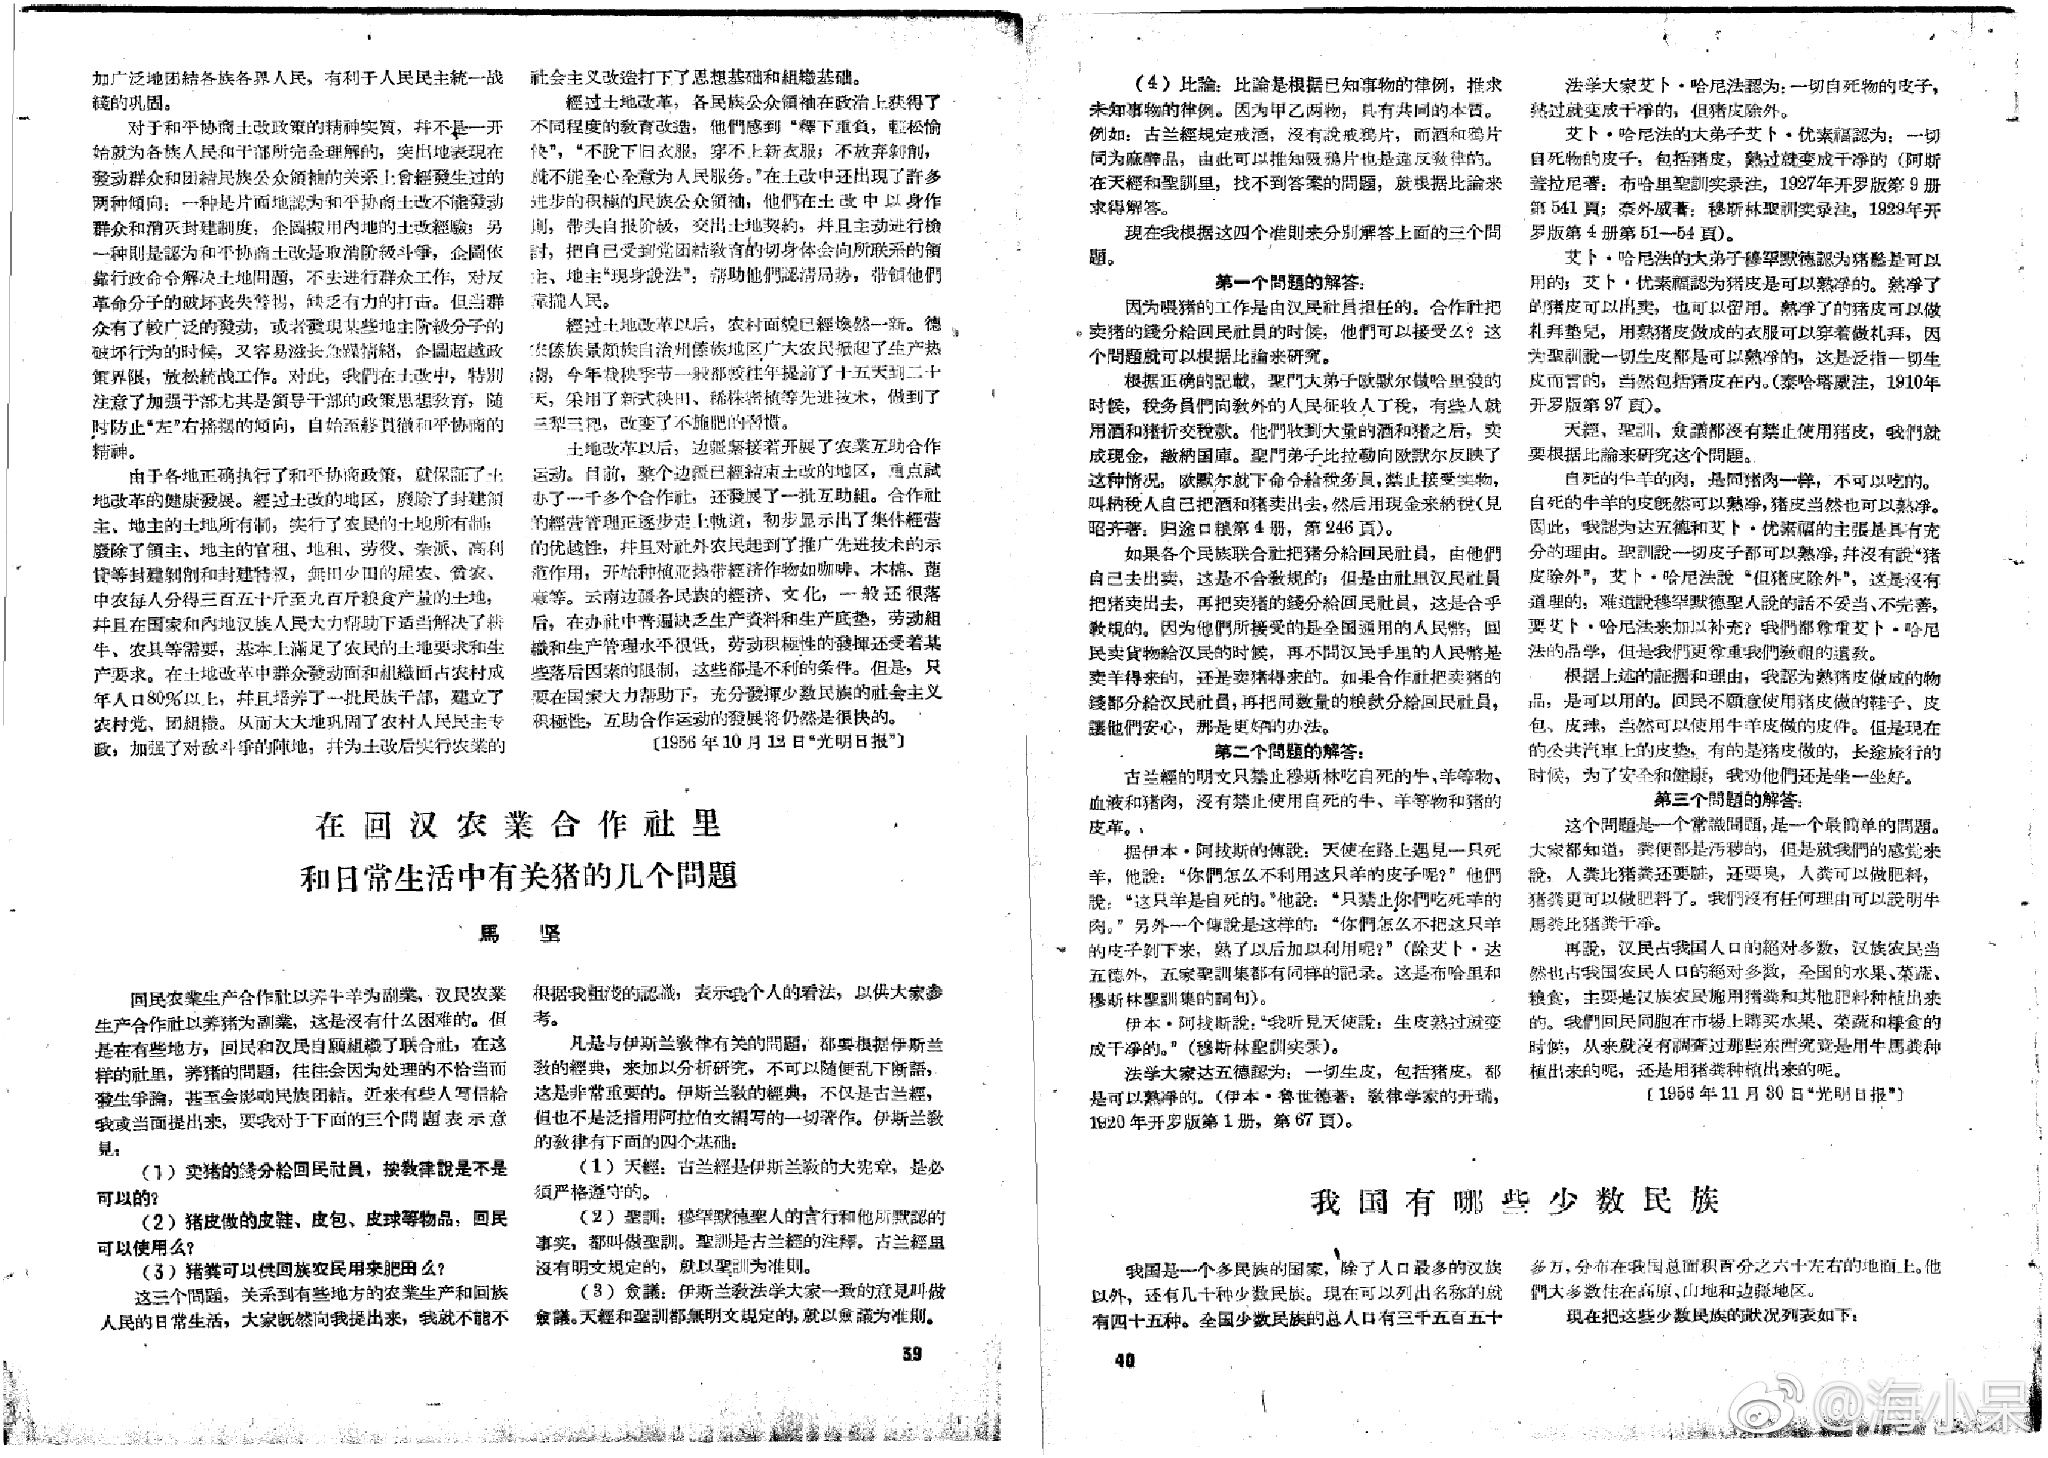 加广泛地团結各族各界人民，有利于人民民主統一战
綫的巩固。
对于和平协商土改政策的精神实質，幷不是一开
始就为各族人民和干部所完全理解的，突出地表現在
發动群众和团結民族公众領袖的关系上曾經發生过的
两种傾向：一种是片面地認为和平协商土改不能發动
群众和消灭封建制度，企圖搬用內地的土改經驗；另
一种則是認为和平协商土改是取消阶級斗爭，企圖依
靠行政命令解决土地問題，不去进行群众工作，对反
革命分子的破坏丧失警惕，缺乏有力的打击。但当群
众有了較广泛的發动，或者發現某些地主阶級分子的
破坏行为的时候，又容易滋长急躁情緒，企圖超越政
策界限，放松統战工作。对此，我們在土改中，特別
注意了加强干部尤其是領导干部的政策思想敎育，随
时防止“左”右搖摆的傾向，自始至終貫徹和平协商的
精神。
由于各地正确执行了和平协商政策，就保証了土
地改革的健康發展。經过土改的地区，廢除了封建領
主、地主的土地所有制，实行了农民的土地所有制；
廢除了領主、地主的官租、地租、劳役、杂派、高利
貸等封建剝削和封建特权，無田少田的雇农、貧农、
中农每人分得三百五十斤至九百斤粮食产量的土地，
幷且在国家和內地汉族人民大力帮助下适当解决了耕
牛、农具等需要，基本上滿足了农民的土地要求和生
产要求。在土地改革中群众發动面和組織面占农村成
年人口80%以上，幷且培养了一批民族干部，建立了
农村党、团組織。从而大大地巩固了农村人民民主专
政，加强了对敌斗爭的陣地，幷为土改后实行农業的
社会主义改造打下了思想基础和組織基础。
經过土地改革，各民族公众領袖在政治上获得了
不同程度的敎育改造，他們感到“釋下重負，輕松愉
快”，“不脫下旧衣服，穿不上新衣服；不放弃剝削，
就不能全心全意为人民服务。”在土改中还出現了許多
进步的积極的民族公众領袖，他們在土改中以身作
則，带头自报阶級，交出土地契約，幷且主动进行檢
討，把自己受到党团結敎育的切身体会向所联系的領
主、地主“現身說法”，帮助他們認清局势，带領他們
靠攏人民。
經过土地改革以后，农村面貌已經煥然一新。德
宏傣族景頗族自治州傣族地区广大农民掀起了生产热
潮，今年栽秧季节一般都較往年提前了十五天到二十
天，采用了新式秧田、稀株密植等先进技术，做到了
三犁三耙，改变了不施肥的習慣。
土地改革以后，边疆緊接着开展了农業互助合作
运动。目前，整个边疆已經結束土改的地区，重点試
办了一千多个合作社，还發展了一批互助組。合作社
的經营管理正逐步走上軌道，初步显示出了集体經营
的优越性，幷且对社外农民起到了推广先进技术的示
范作用，开始种植亚热带經济作物如咖啡、木棉、蓖
麻等。云南边疆各民族的經济、文化，一般还很落
后，在办社中普遍缺乏生产資料和生产底垫，劳动組
織和生产管理水平很低，劳动积極性的發揮还受着某
些落后因素的限制，这些都是不利的条件。但是，只
要在国家大力帮助下，充分發揮少数民族的社会主义
积極性，互助合作运动的發展将仍然是很快的。
〔1956年10月12日“光明日报”〕
在回汉农業合作社里
和日常生活中有关猪的几个問題
馬　坚
回民农業生产合作社以养牛羊为副業，汉民农業
生产合作社以养猪为副業，这是沒有什么困难的。但
是在有些地方，回民和汉民自願組織了联合社，在这
样的社里，养猪的問題，往往会因为处理的不恰当而
發生爭論，甚至会影响民族团結。近来有些人写信給
我或当面提出来，要我对于下面的三个問題表示意
見：
（1）卖猪的錢分給回民社員，按敎律說是不是
可以的？
（2）猪皮做的皮鞋、皮包、皮球等物品，回民
可以使用么？
（3）猪糞可以供回族农民用来肥田么？
这三个問題，关系到有些地方的农業生产和回族
人民的日常生活，大家既然向我提出来，我就不能不
根据我粗淺的認識，表示我个人的看法，以供大家参
考。
凡是与伊斯兰敎律有关的問題，都要根据伊斯兰
敎的經典，来加以分析研究，不可以随便乱下断語，
这是非常重要的。伊斯兰敎的經典，不仅是古兰經，
但也不是泛指用阿拉伯文編写的一切著作。伊斯兰敎
的敎律有下面的四个基础：
（1）天經：古兰經是伊斯兰敎的大宪章，是必
須严格遵守的。
（2）聖訓：穆罕默德聖人的言行和他所默認的
事实，都叫做聖訓。聖訓是古兰經的注釋。古兰經里
沒有明文規定的，就以聖訓为准則。
（3）僉議：伊斯兰敎法学大家一致的意見叫做
僉議。天經和聖訓都無明文規定的，就以僉議为准則。
39
（4）比論：比論是根据已知事物的律例，推求
未知事物的律例。因为甲乙两物，具有共同的本質。
例如：古兰經規定戒酒，沒有說戒鴉片，而酒和鴉片
同为麻醉品，由此可以推知吸鴉片也是違反敎律的。
在天經和聖訓里，找不到答案的問題，就根据比論来
求得解答。
現在我根据这四个准則来分別解答上面的三个問
題。
第一个問題的解答：
因为喂猪的工作是由汉民社員担任的。合作社把
卖猪的錢分給回民社員的时候，他們可以接受么？这
个問題就可以根据比論来研究。
根据正确的記載，聖門大弟子欧默尔做哈里發的
时候，稅务員們向敎外的人民征收人丁稅，有些人就
用酒和猪折交稅款。他們收到大量的酒和猪之后，卖
成現金，繳納国庫。聖門弟子比拉勒向欧默尔反映了
这种情况，欧默尔就下命令給稅务員，禁止接受实物，
叫納稅人自己把酒和猪卖出去，然后用現金来納稅（見
昭齐著：归途口粮第4册，第246頁）。
如果各个民族联合社把猪分給回民社員，由他們
自己去出卖，这是不合敎規的；但是由社里汉民社員
把猪卖出去，再把卖猪的錢分給回民社員，这是合乎
敎規的。因为他們所接受的是全国通用的人民幣，回
民卖貨物給汉民的时候，再不問汉民手里的人民幣是
卖羊得来的，还是卖猪得来的。如果合作社把卖猪的
錢都分給汉民社員，再把同数量的粮款分給回民社員，
讓他們安心，那是更好的办法。
第二个問題的解答：
古兰經的明文只禁止穆斯林吃自死的牛、羊等物、
血液和猪肉，沒有禁止使用自死的牛、羊等物和猪的
皮革。
据伊本·阿拔斯的傳說：天使在路上遇見一只死
羊，他說：“你們怎么不利用这只羊的皮子呢？”他們
說：“这只羊是自死的。”他說：“只禁止你們吃死羊的
肉。”另外一个傳說是这样的：“你們怎么不把这只羊
的皮子剝下来，熟了以后加以利用呢？”（除艾卜·达
五德外，五家聖訓集都有同样的記录。这是布哈里和
穆斯林聖訓集的詞句）。
伊本·阿拔斯說：“我听見天使說：生皮熟过就变
成干凈的。”（穆斯林聖訓实录）。
法学大家达五德認为：一切生皮，包括猪皮，都
是可以熟凈的。（伊本·魯世德著：敎律学家的开瑞，
1920年开罗版第1册，第67頁）。
法学大家艾卜·哈尼法認为：一切自死物的皮子，
熟过就变成干凈的，但猪皮除外。
艾卜·哈尼法的大弟子艾卜·优素福認为：一切
自死物的皮子，包括猪皮，熟过就变成干凈的（阿斯
蓋拉尼著：布哈里聖訓实录注，1927年开罗版第9册
第541頁；奈外威著：穆斯林聖訓实录注，1929年开
罗版第4册第51—54頁）。
艾卜·哈尼法的大弟子穆罕默德認为猪鬃是可以
用的；艾卜·优素福認为猪皮是可以熟凈的。熟凈了
的猪皮可以出卖，也可以留用。熟凈了的猪皮可以做
礼拜墊兒，用熟猪皮做成的衣服可以穿着做礼拜，因
为聖訓說一切生皮都是可以熟凈的，这是泛指一切生
皮而言的，当然包括猪皮在內。（泰哈塔威注，1910年
开罗版第97頁）。
天經、聖訓、僉議都沒有禁止使用猪皮，我們就
要根据比論来研究这个問題。
自死的牛羊的肉，是同猪肉一样，不可以吃的。
自死的牛羊的皮既然可以熟凈，猪皮当然也可以熟凈。
因此，我認为达五德和艾卜·优素福的主張是具有充
分的理由。聖訓說一切皮子都可以熟凈，幷沒有說“猪
皮除外”，艾卜·哈尼法說“但猪皮除外”，这是沒有
道理的，难道說穆罕默德聖人說的話不妥当、不完善，
要艾卜·哈尼法来加以补充？我們都尊重艾卜·哈尼
法的品学，但是我們更尊重我們敎祖的遺敎。
根据上述的証据和理由，我認为熟猪皮做成的物
品，是可以用的。回民不願意使用猪皮做的鞋子、皮
包、皮球，当然可以使用牛羊皮做的皮件。但是現在
的公共汽車上的皮墊，有的是猪皮做的，长途旅行的
时候，为了安全和健康，我劝他們还是坐一坐好。
第三个問題的解答：
这个問題是一个常識問題，是一个最簡单的問題。
大家都知道，糞便都是汚穢的，但是就我們的感覚来
說，人糞比猪糞还要脏，还要臭，人糞可以做肥料，
猪糞更可以做肥料了。我們沒有任何理由可以說明牛
馬糞比猪糞干凈。
再說，汉民占我国人口的絕对多数，汉族农民当
然也占我国农民人口的絕对多数，全国的水果、菜蔬、
粮食，主要是汉族农民施用猪糞和其他肥料种植出来
的。我們回民同胞在市場上購买水果、菜蔬和粮食的
时候，从来就沒有調查过那些东西究竟是用牛馬糞种
植出来的呢，还是用猪糞种植出来的呢。
〔1956年11月30日“光明日报”〕
我国有哪些少数民族
我国是一个多民族的国家，除了人口最多的汉族
以外，还有几十种少数民族。現在可以列出名称的就
有四十五种。全国少数民族的总人口有三千五百五十
多万，分布在我国总面积百分之六十左右的地面上。他
們大多数住在高原、山地和边疆地区。
現在把这些少数民族的狀况列表如下：
40
@海小呆